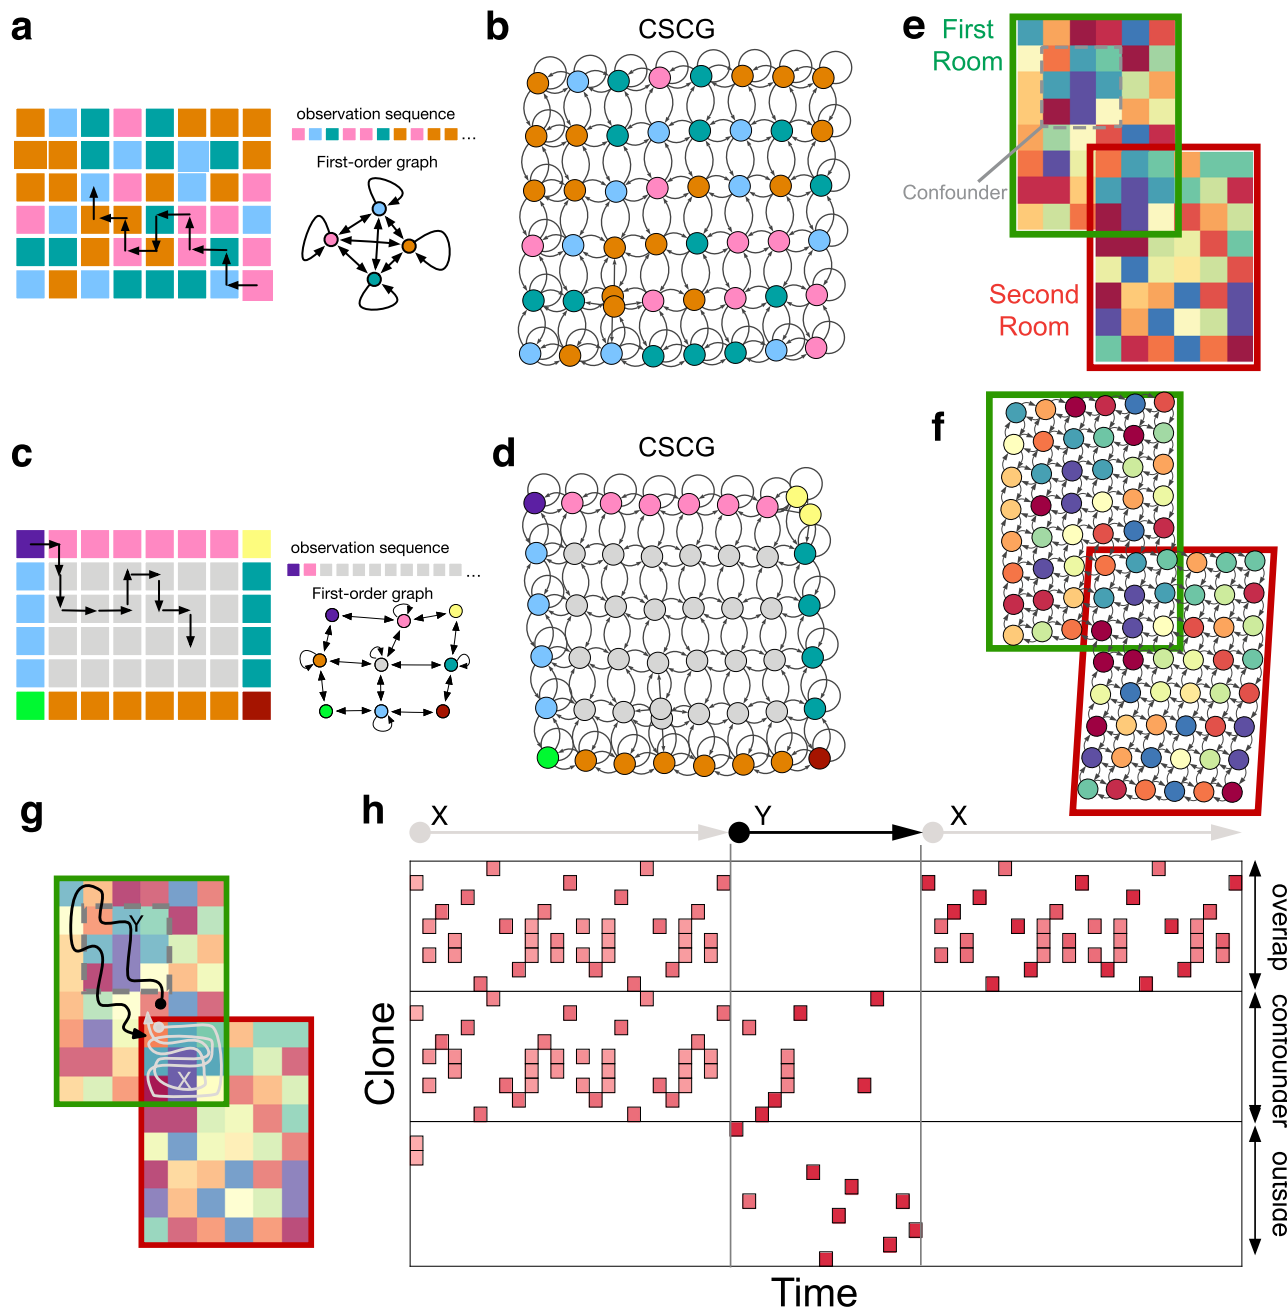 a
observation sequence
...
First-order graph
b
CSCG
e
First
Room
Confounder
Second
Room
c
observation sequence
...
First-order graph
d
CSCG
f
g
Y
X
h
X
Y
X
Clone
overlap
confounder
outside
Time